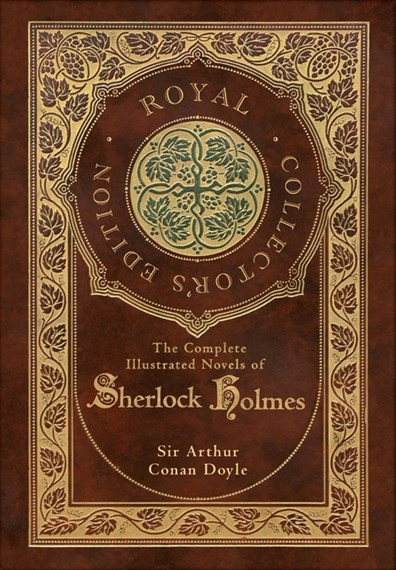 ROYAL COLLECTOR'S EDITION
The Complete
Illustrated Novels of
Sherlock Holmes
Sir Arthur
Conan Doyle